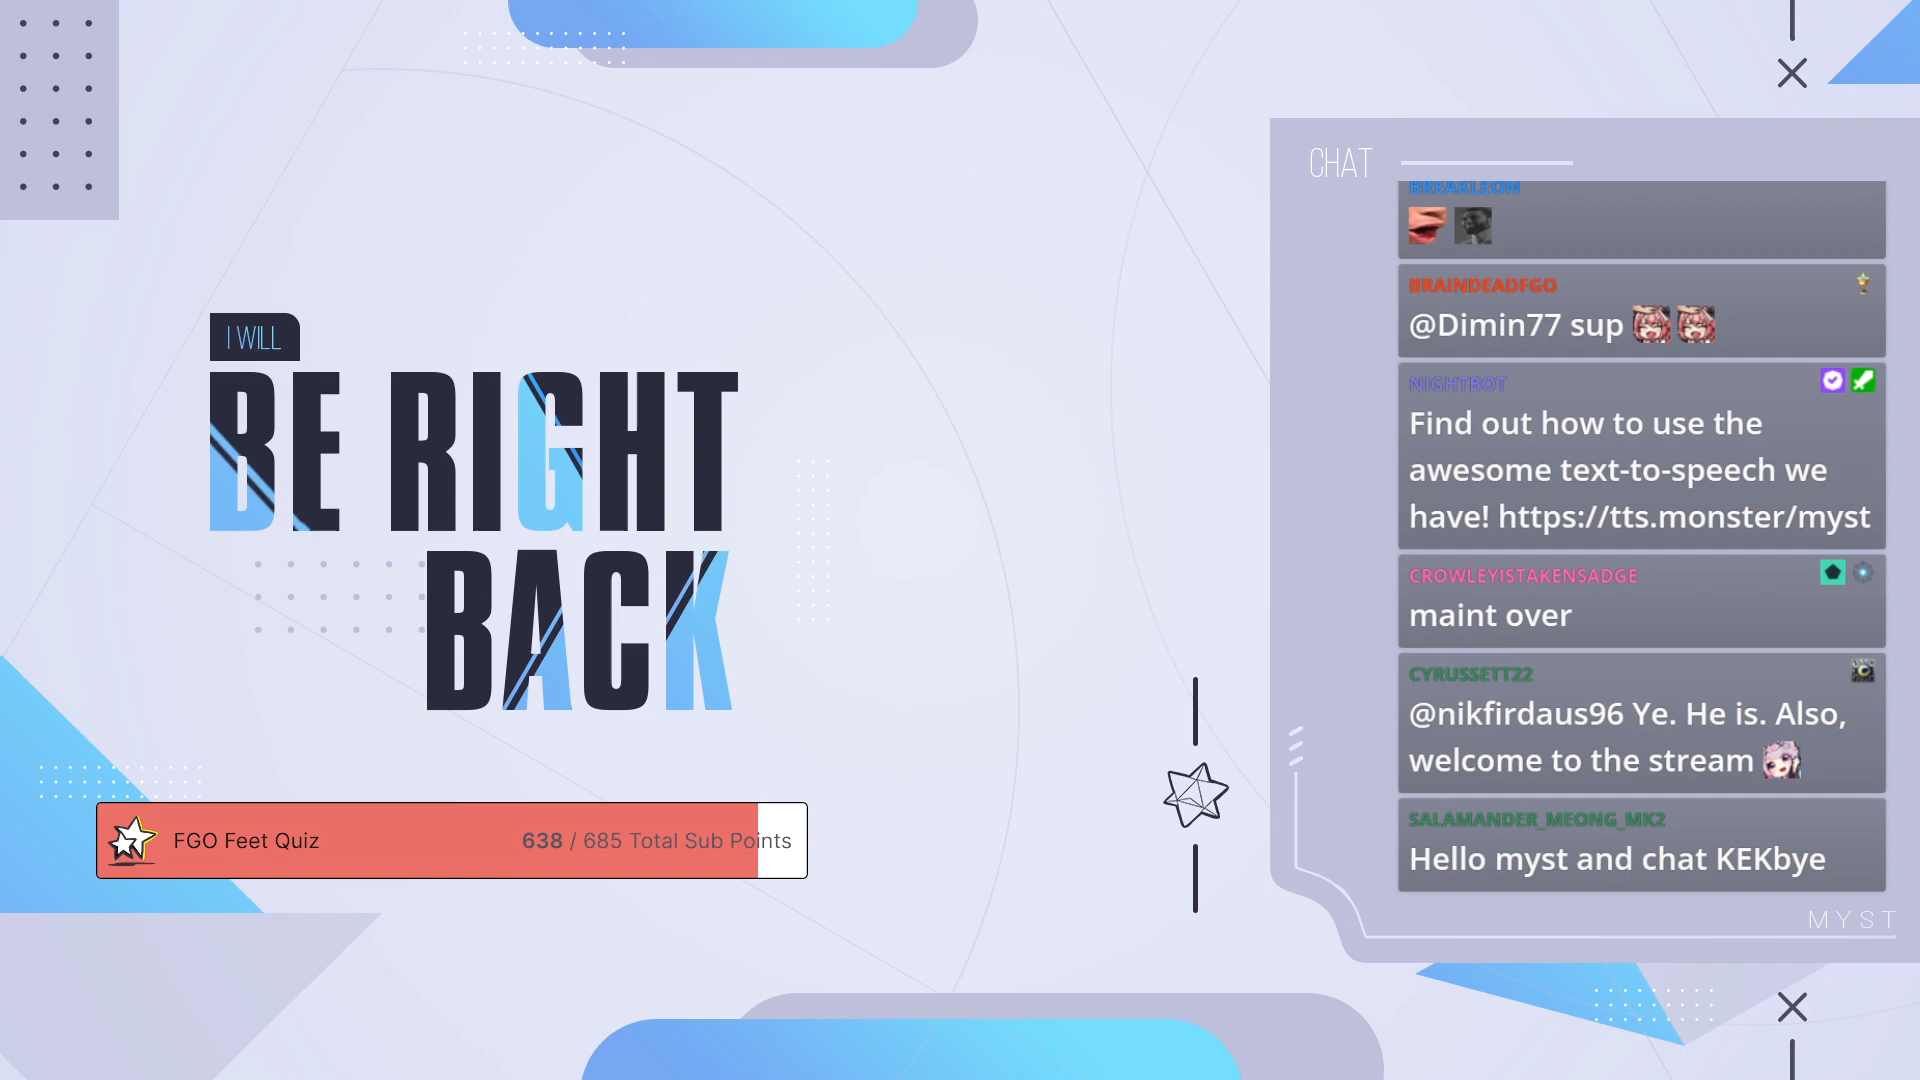 I WILL
BE RIGHT
BACK
FGO Feet Quiz
638 / 685 Total Sub Points
CHAT
BREAKLEON
BRAINDEADFGO
@Dimin77 sup
NIGHTBOT
Find out how to use the
awesome text-to-speech we
have! https://tts.monster/myst
CROWLEYISTAKENSADGE
maint over
CYRUSSETT22
@nikfirdaus96 Ye. He is. Also,
welcome to the stream
SALAMANDER_MEONG_MK2
Hello myst and chat KEKbye
MYST